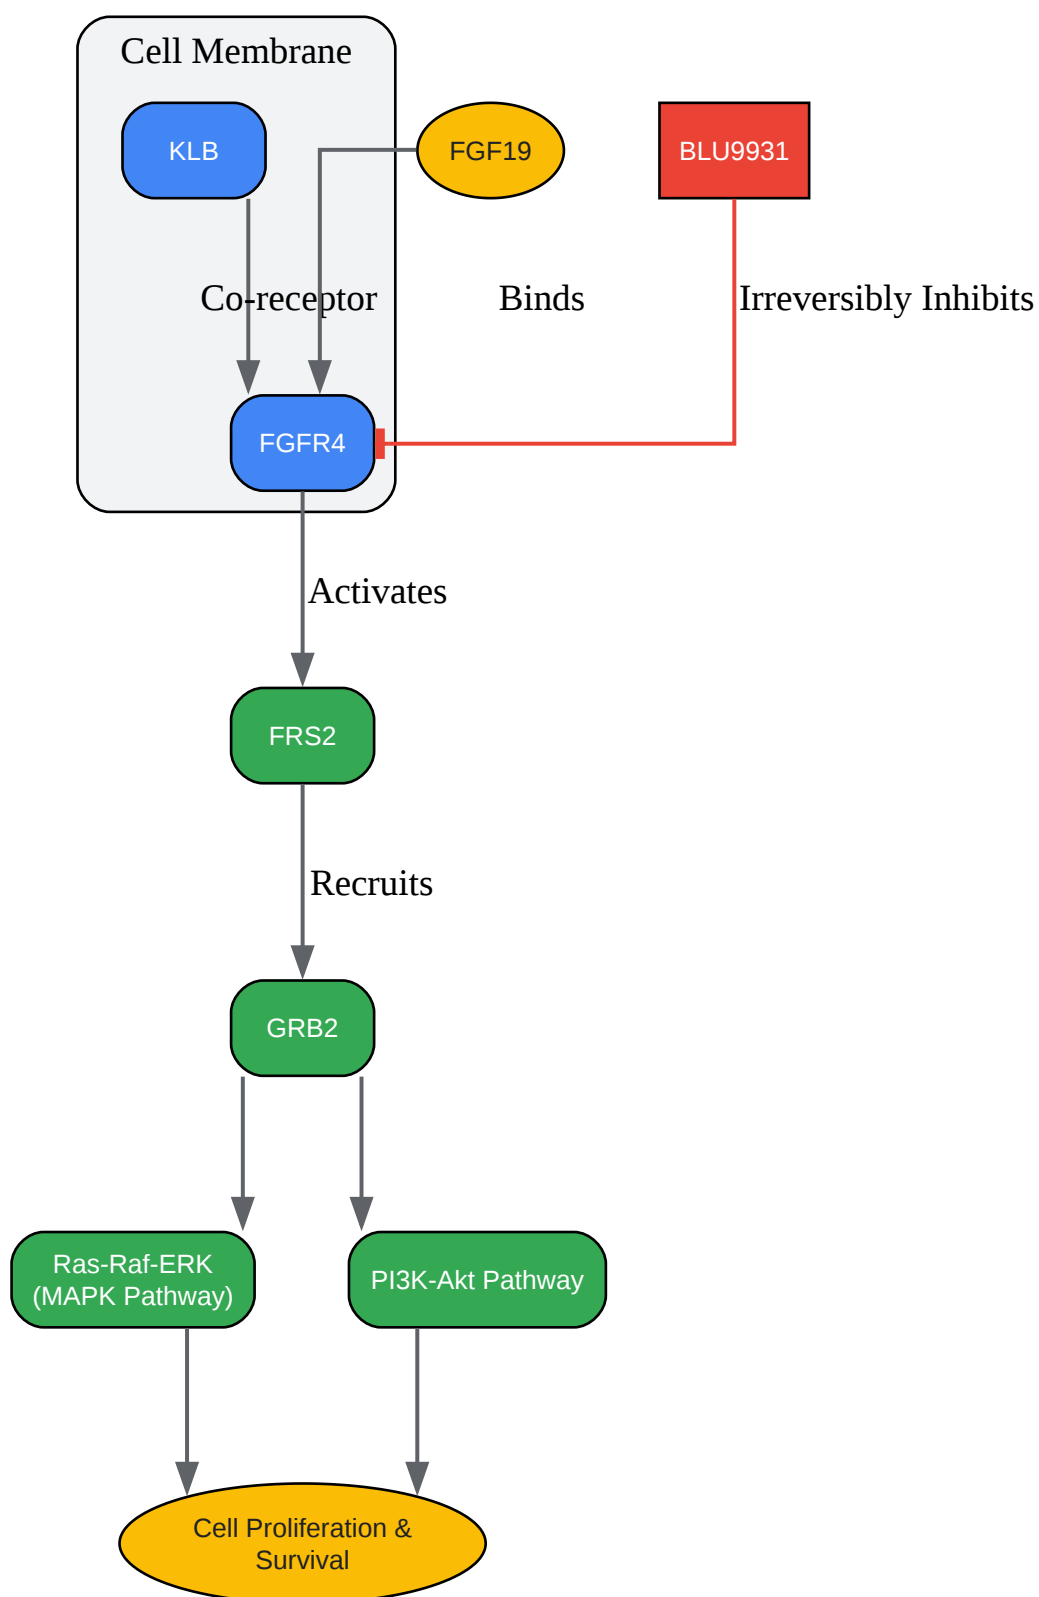 Cell Membrane
KLB
FGF19
BLU9931
Co-receptor
Binds
Irreversibly Inhibits
FGFR4
Activates
FRS2
Recruits
GRB2
Ras-Raf-ERK
(MAPK Pathway)
PI3K-Akt Pathway
Cell Proliferation &
Survival